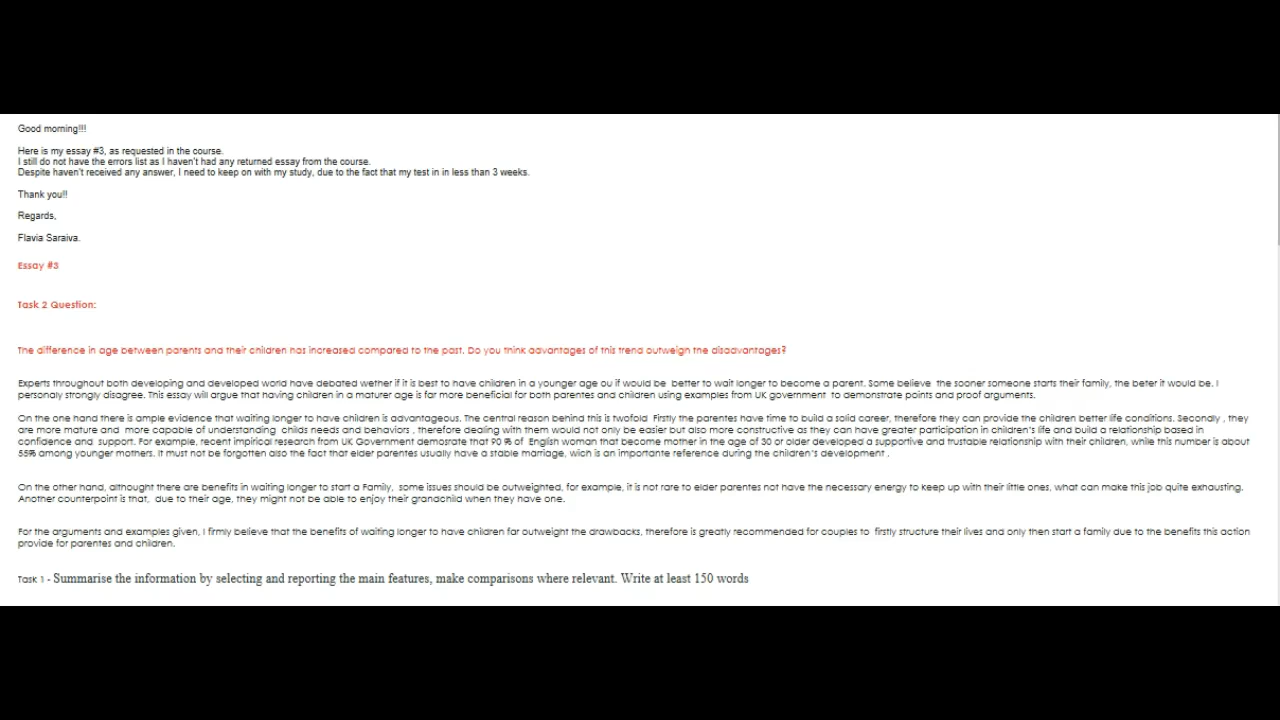 Good morning!!!
Here is my essay #3, as requested in the course.
I still do not have the errors list as I haven't had any returned essay from the course.
Despite haven't received any answer, I need to keep on with my study, due to the fact that my test in in less than 3 weeks.
Thank you!!
Regards,
Flavia Saraiva.
Essay #3
Task 2 Question:
The difference in age between parents and their children has increased compared to the past. Do you think advantages of this trend outweigh the disadvantages?
Experts throughout both developing and developed world have debated wether if it is best to have children in a younger age ou if would be better to wait longer to become a parent. Some believe the sooner someone starts their family, the beter it would be. I
personaly strongly disagree. This essay will argue that having children in a maturer age is far more beneficial for both parentes and children using examples from UK government to demonstrate points and proof arguments.
On the one hand there is ample evidence that waiting longer to have children is advantageous. The central reason behind this is twofold Firstly the parentes have time to build a solid career, therefore they can provide the children better life conditions. Secondly , they
are more mature and more capable of understanding childs needs and behaviors , therefore dealing with them would not only be easier but also more constructive as they can have greater participation in children's life and build a relationship based in
confidence and support. For example, recent impirical research from UK Government demosrate that 90 % of English woman that become mother in the age of 30 or older developed a supportive and trustable relationship with their children, while this number is about
55% among younger mothers. It must not be forgotten also the fact that elder parentes usually have a stable marriage, wich is an importante reference during the children's development .
On the other hand, althought there are benefits in waiting longer to start a Family, some issues should be outweighted, for example, it is not rare to elder parentes not have the necessary energy to keep up with their little ones, what can make this job quite exhausting.
Another counterpoint is that, due to their age, they might not be able to enjoy their grandchild when they have one.
For the arguments and examples given, I firmly believe that the benefits of waiting longer to have children far outweight the drawbacks, therefore is greatly recommended for couples to firstly structure their lives and only then start a family due to the benefits this action
provide for parentes and children.
Task 1 - Summarise the information by selecting and reporting the main features, make comparisons where relevant. Write at least 150 words